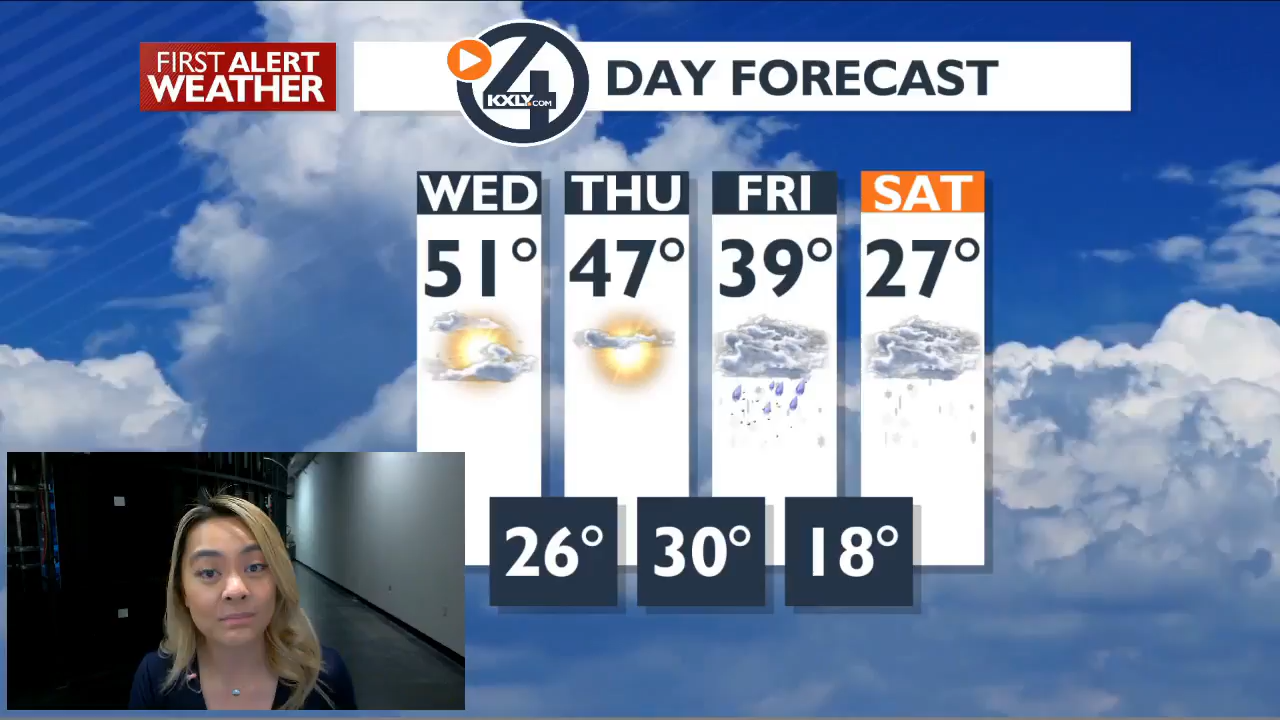 FIRST ALERT
WEATHER
4
KXLY.COM
DAY FORECAST
WED THU FRI SAT
51° 47° 39° 27°
26° 30° 18°